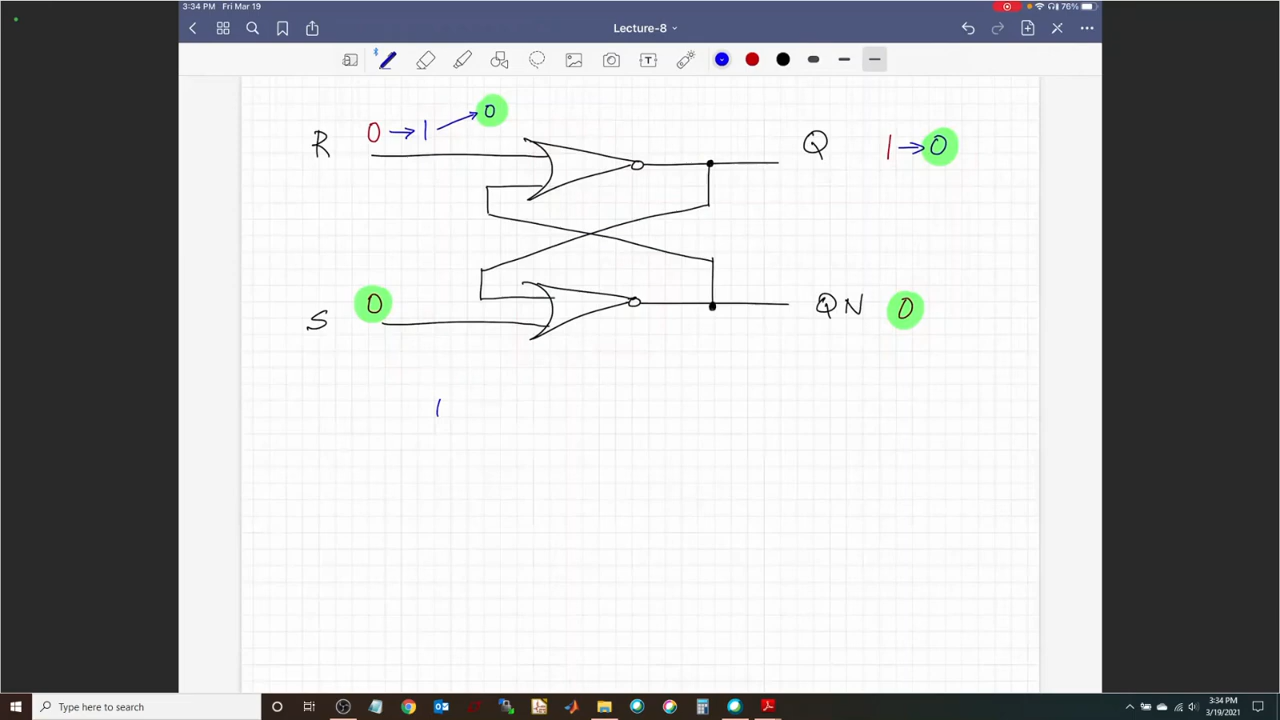 3:34 PM Fri Mar 19
76%
Lecture-8
0 → 1 → 0
R
Q 1 → 0
S 0
QN 0
1
Type here to search
3:34 PM
3/19/2021